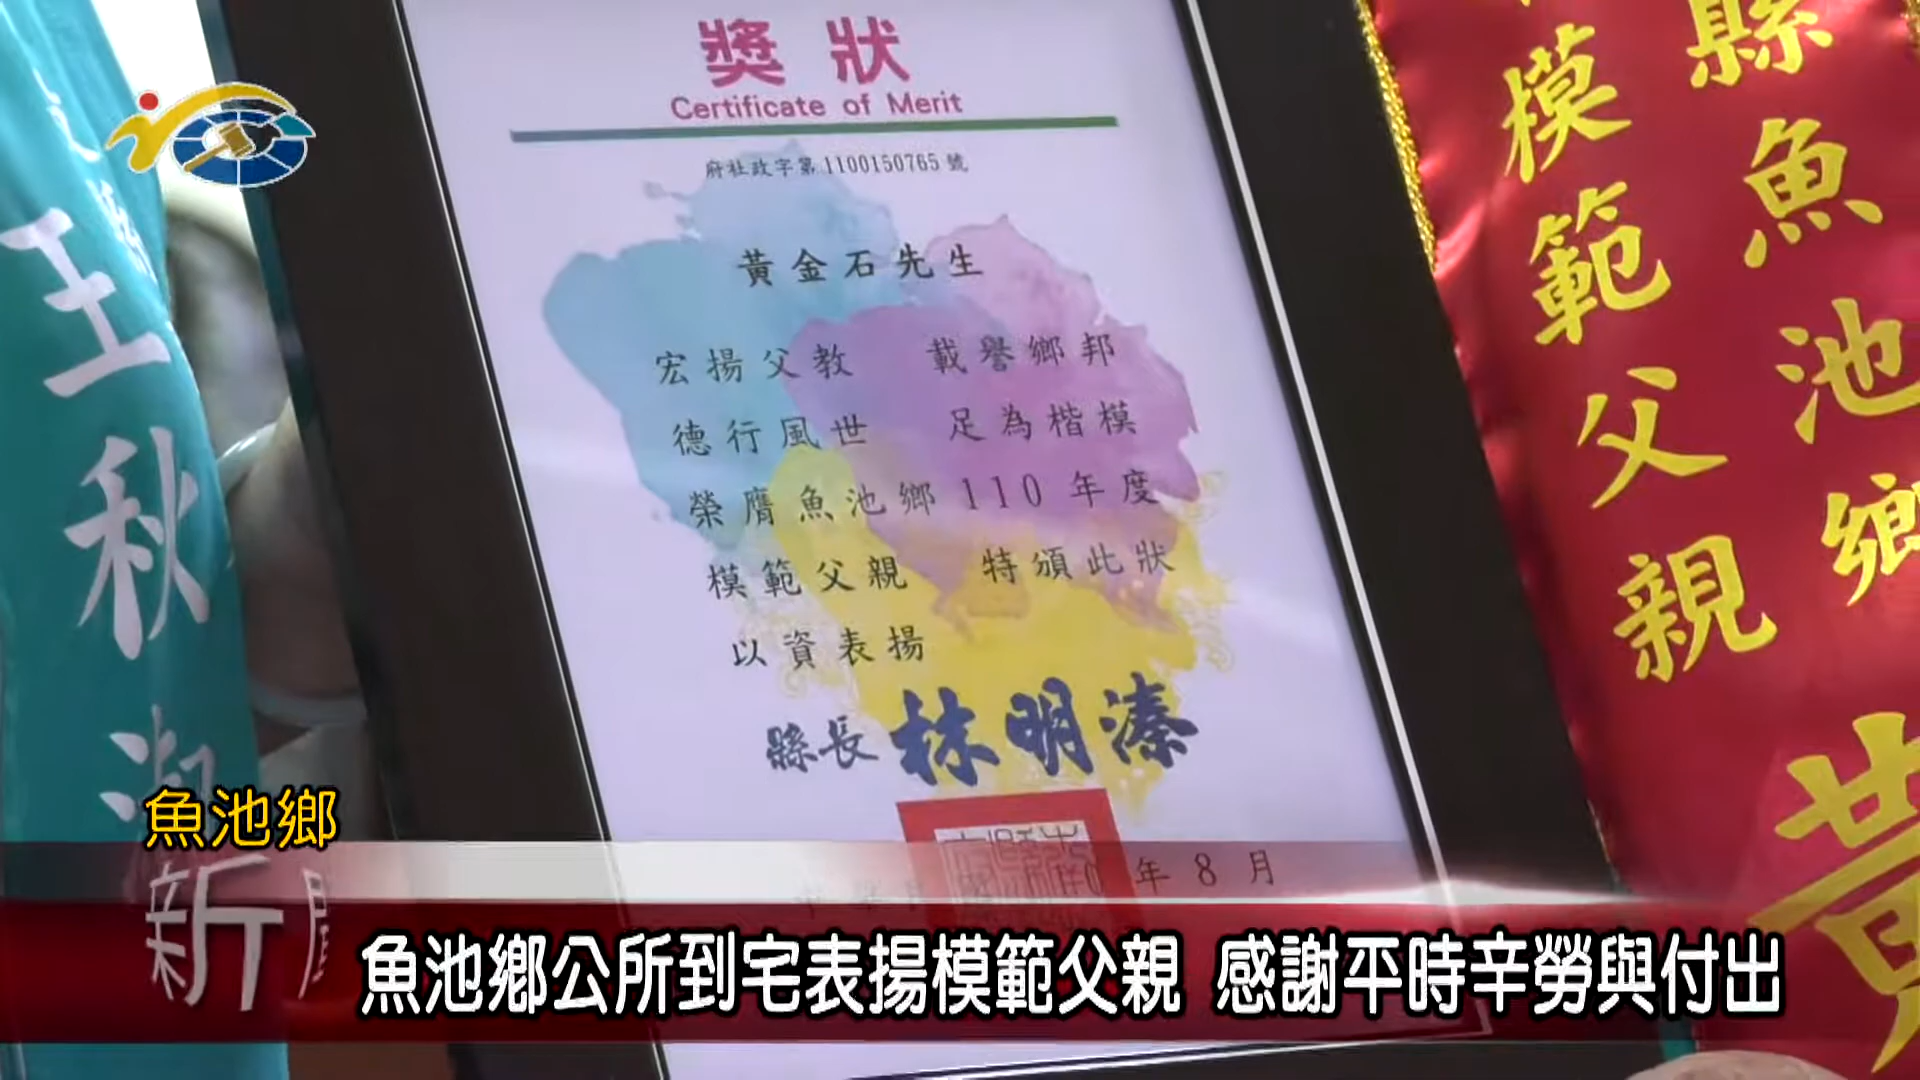 獎狀
Certificate of Merit
府社政字第1100150765號
黃金石先生
宏揚父教 載譽鄉邦
德行風世 足為楷模
榮膺魚池鄉110年度
模範父親 特頒此狀
以資表揚
縣長 林明溱
年8月
王秋
縣魚池鄉
模範父親
黃
魚池鄉
新
魚池鄉公所到宅表揚模範父親 感謝平時辛勞與付出